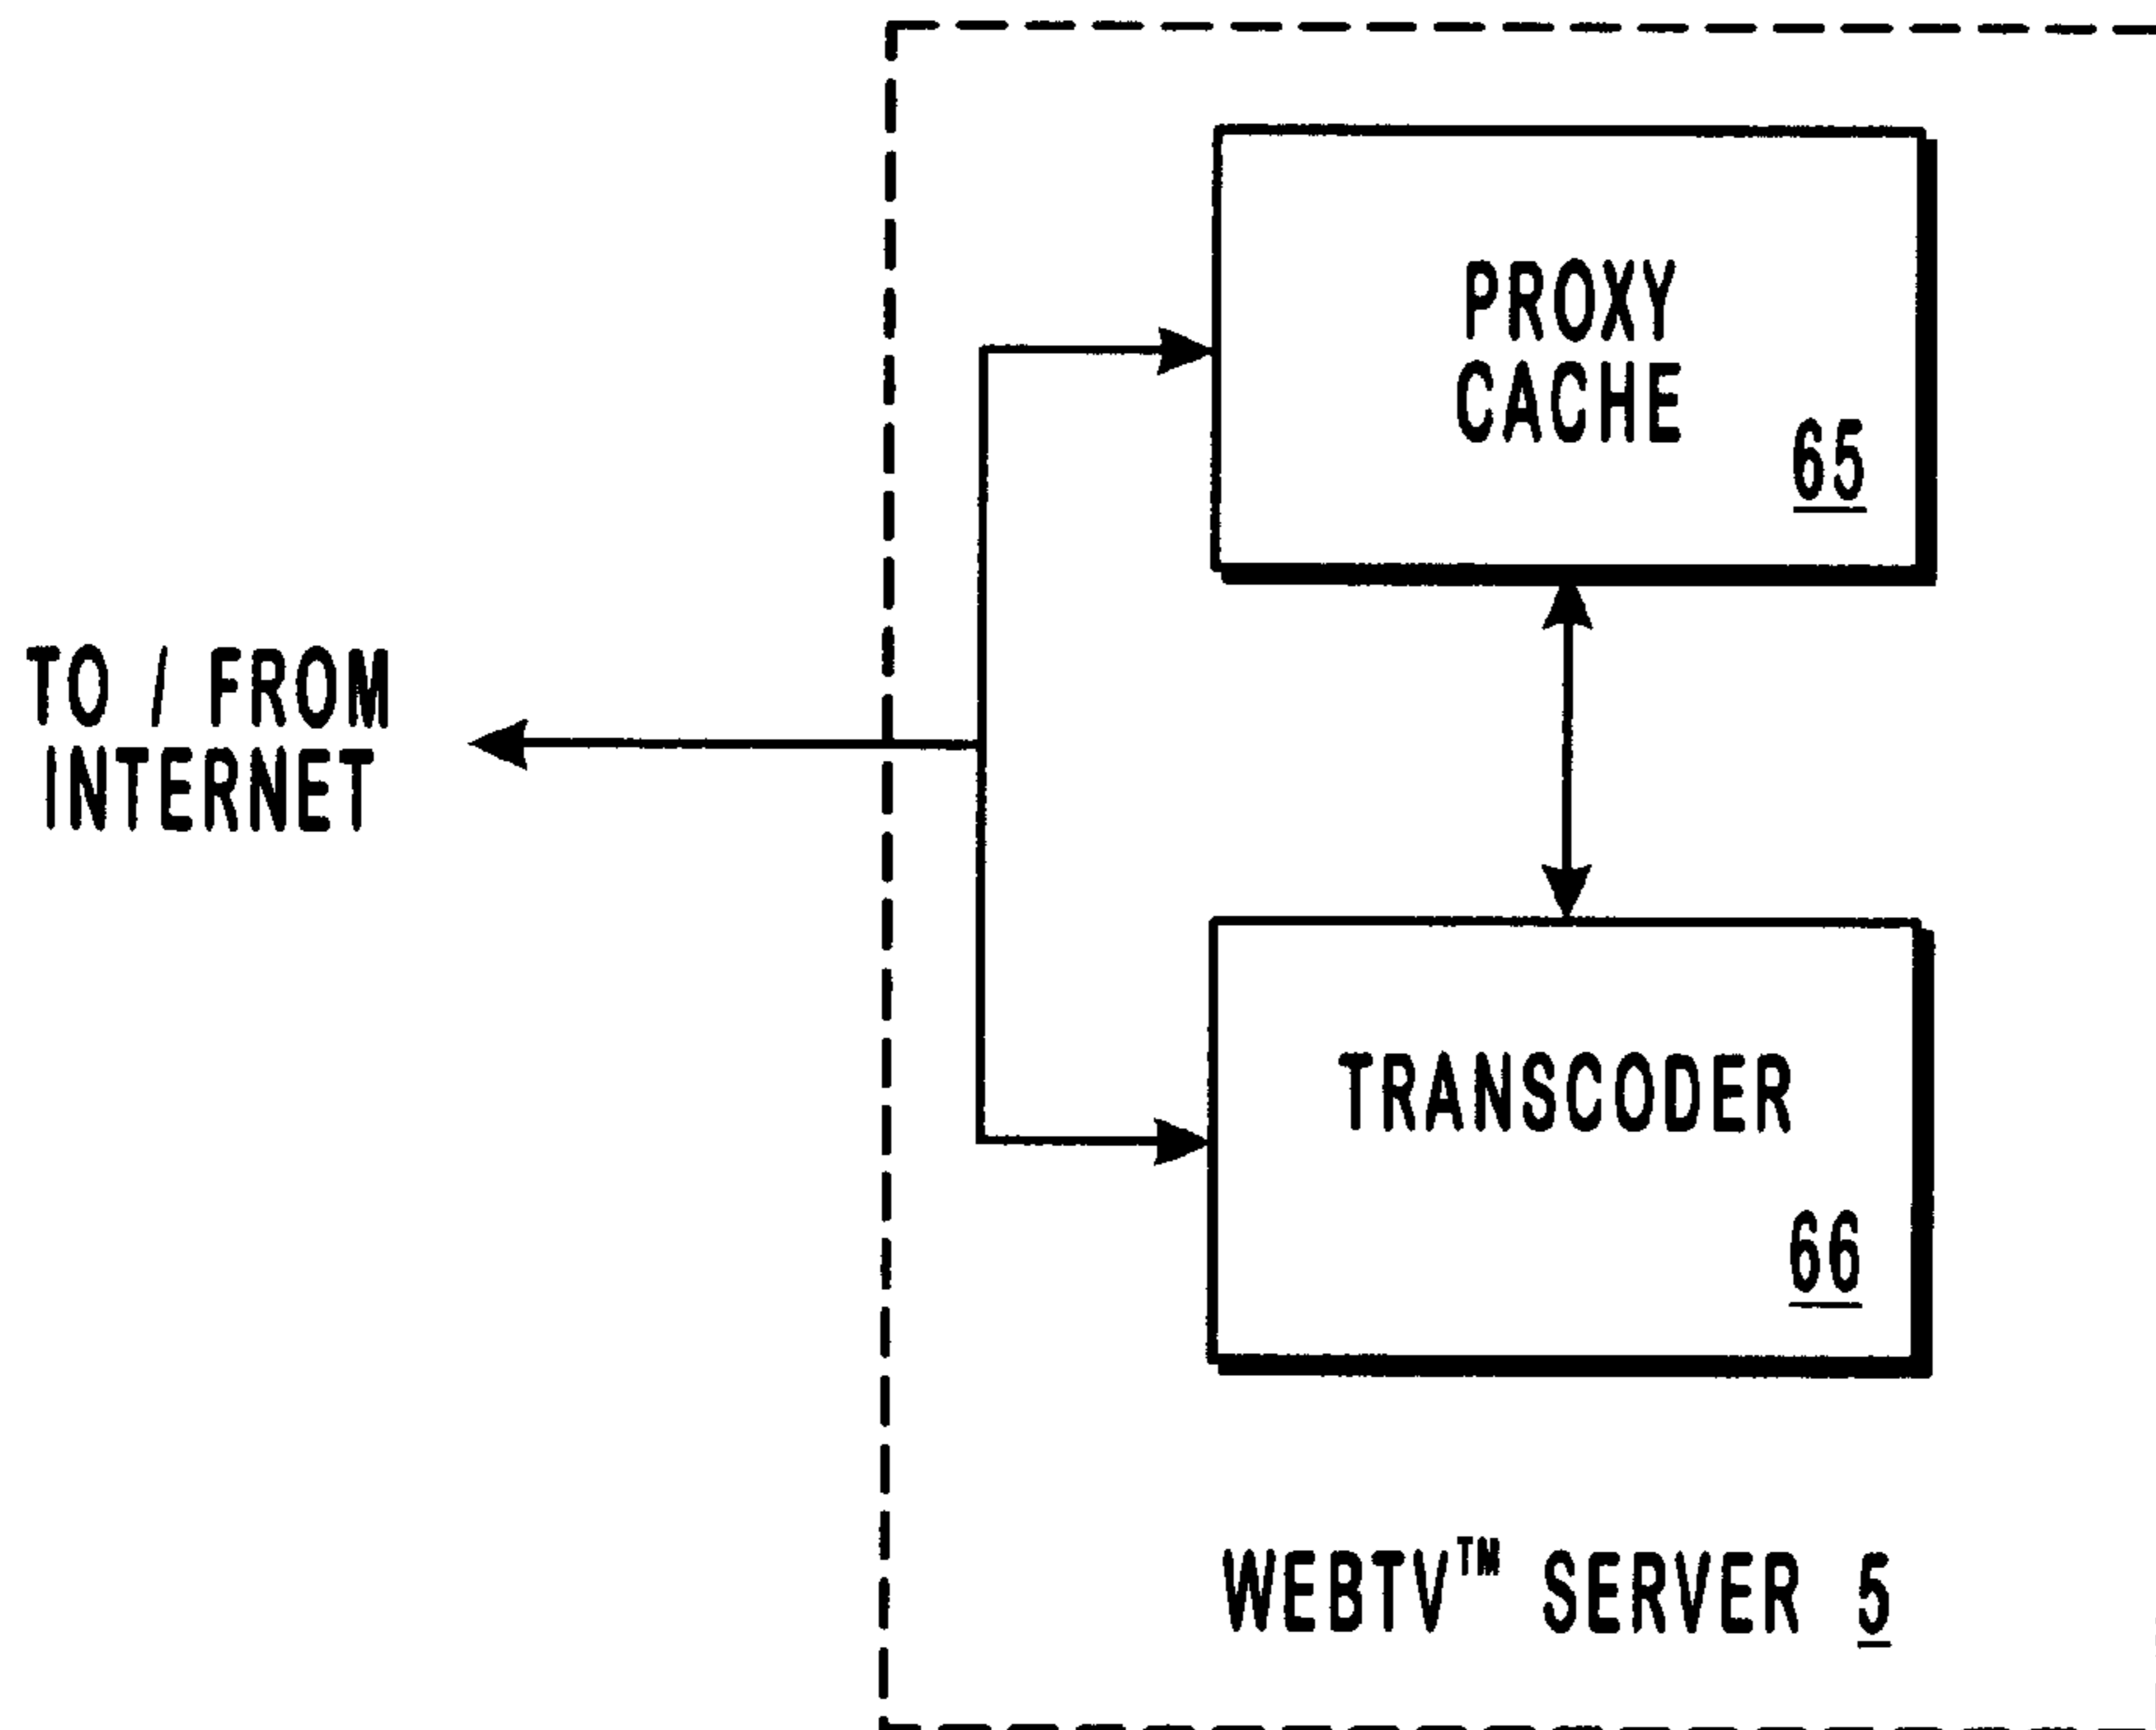 PROXY
CACHE
65
TO / FROM
INTERNET
TRANSCODER
66
WEBTV™ SERVER 5